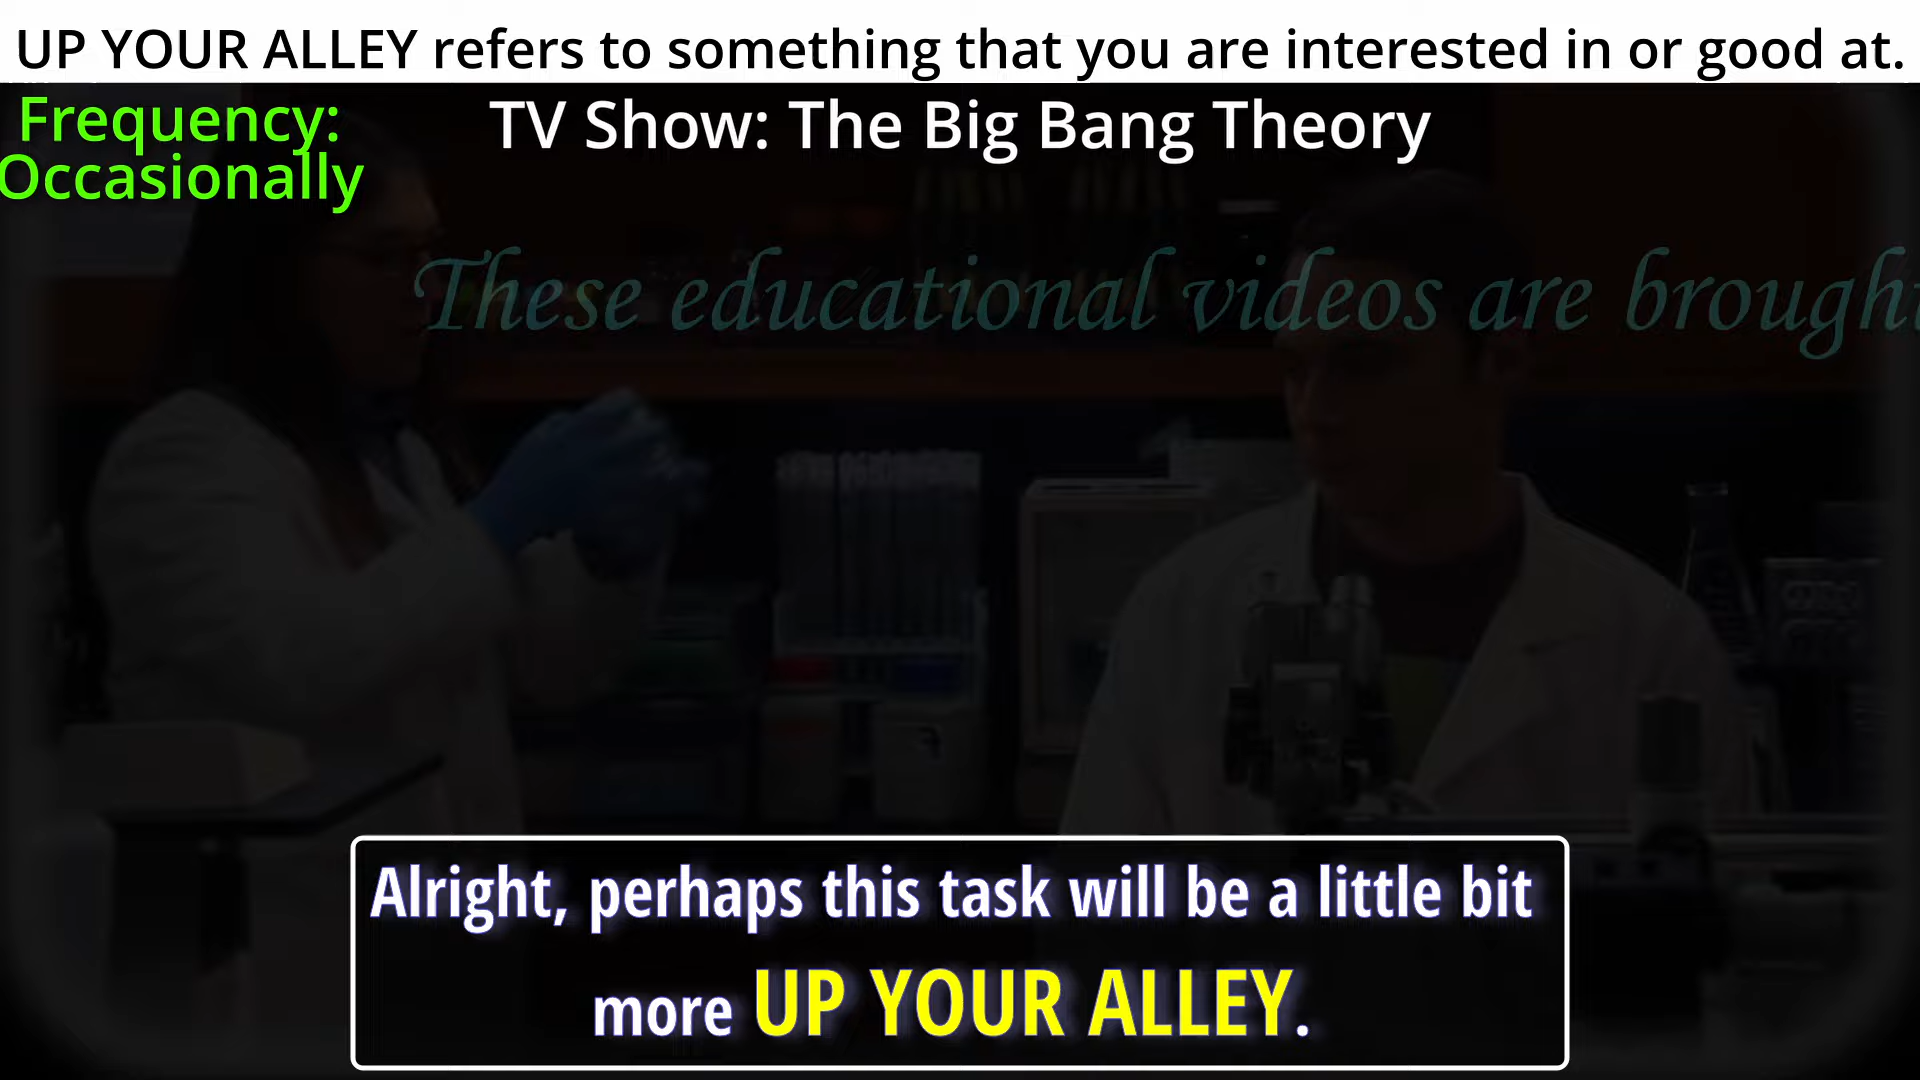 UP YOUR ALLEY refers to something that you are interested in or good at.
Frequency:
Occasionally
TV Show: The Big Bang Theory
These educational videos are brought
Alright, perhaps this task will be a little bit
more UP YOUR ALLEY.